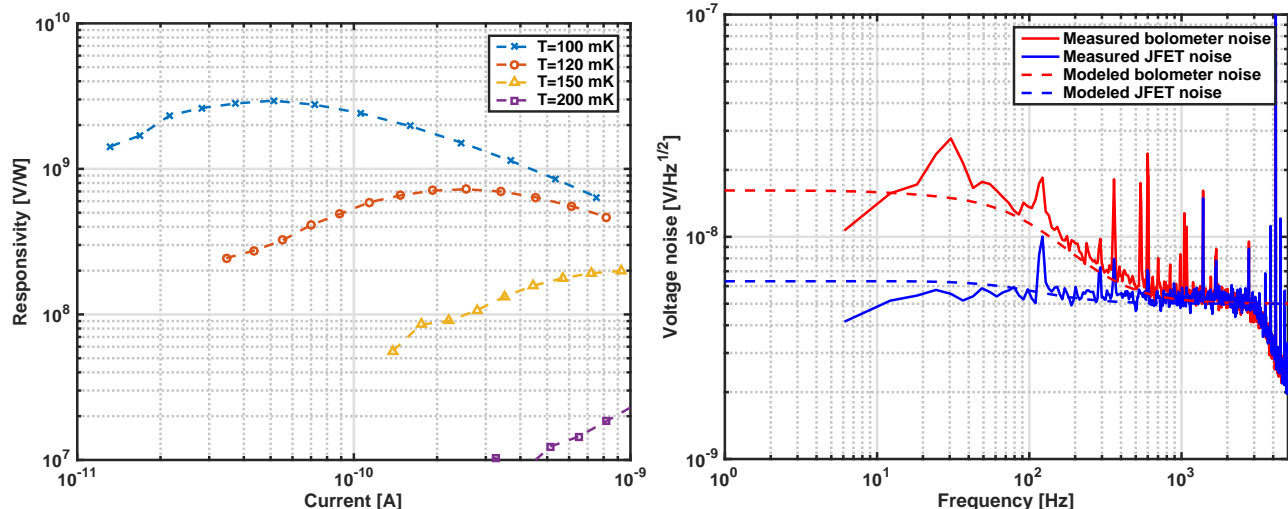 10^10
10^9
10^8
10^7
Responsivity [V/W]
T=100 mK
T=120 mK
T=150 mK
T=200 mK
10^-11
10^-10
10^-9
Current [A]
10^-7
10^-8
10^-9
Voltage noise [V/Hz^1/2]
Measured bolometer noise
Measured JFET noise
Modeled bolometer noise
Modeled JFET noise
10^0
10^1
10^2
10^3
Frequency [Hz]